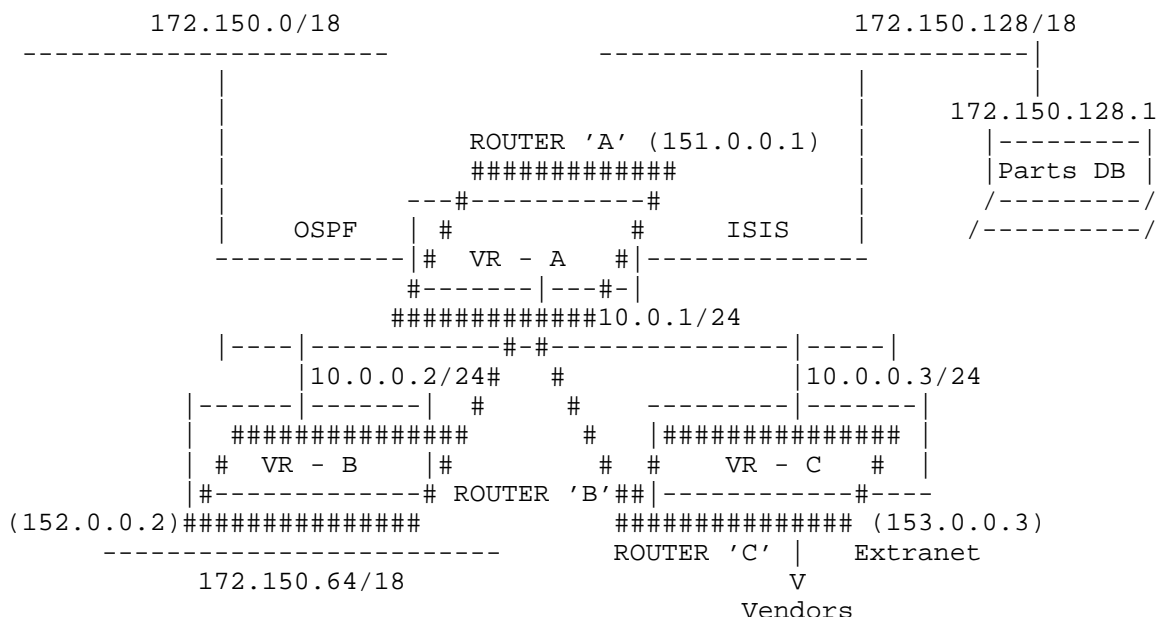 172.150.0/18 172.150.128/18
172.150.128.1
ROUTER 'A' (151.0.0.1)
Parts DB
OSPF ISIS
VR - A
10.0.1/24
10.0.0.2/24 10.0.0.3/24
VR - B VR - C
ROUTER 'B'
(152.0.0.2) (153.0.0.3)
ROUTER 'C' Extranet
172.150.64/18 V
Vendors